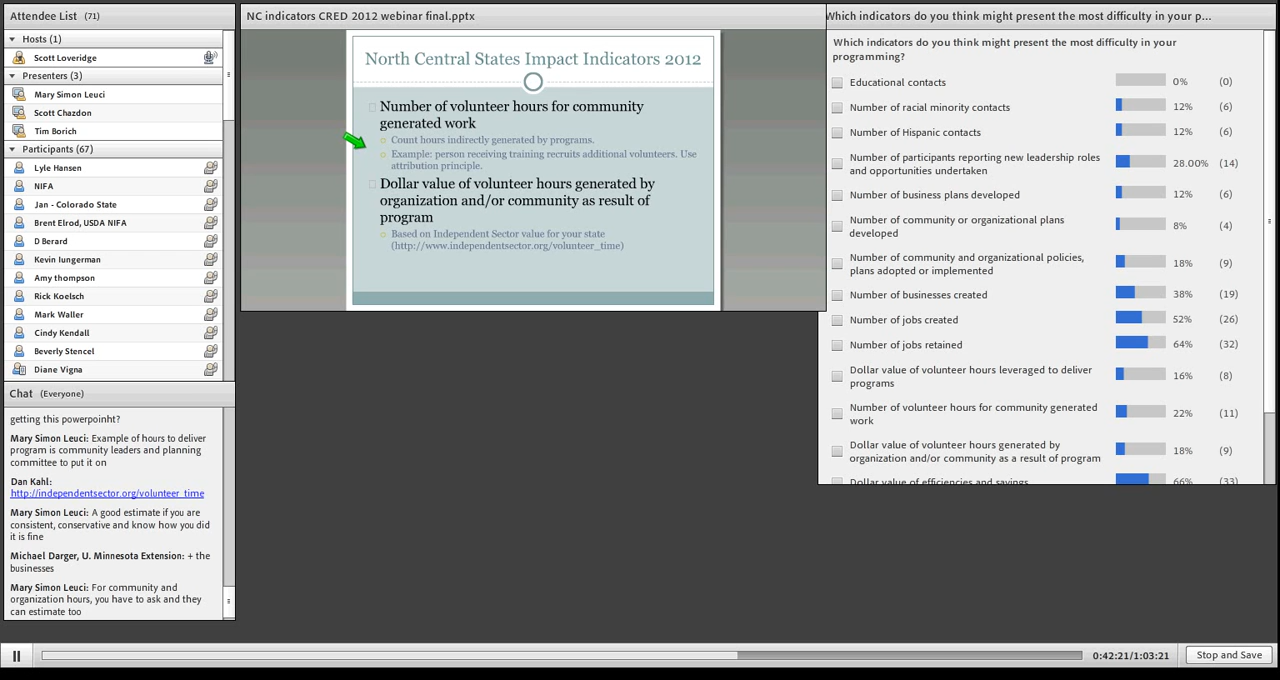 Attendee List (71)
Hosts (1)
Scott Loveridge
Presenters (3)
Mary Simon Leuci
Scott Chazdon
Tim Borich
Participants (67)
Lyle Hansen
NIFA
Jan - Colorado State
Brent Elrod, USDA NIFA
D Berard
Kevin Iungerman
Amy thompson
Rick Koelsch
Mark Waller
Cindy Kendall
Beverly Stencel
Diane Vigna
Chat (Everyone)
getting this powerpoinht?
Mary Simon Leuci: Example of hours to deliver
program is community leaders and planning
committee to put it on
Dan Kahl:
http://independentsector.org/volunteer_time
Mary Simon Leuci: A good estimate if you are
consistent, conservative and know how you did
it is fine
Michael Darger, U. Minnesota Extension: + the
businesses
Mary Simon Leuci: For community and
organization hours, you have to ask and they
can estimate too
NC indicators CRED 2012 webinar final.pptx
North Central States Impact Indicators 2012
Number of volunteer hours for community
generated work
Count hours indirectly generated by programs.
Example: person receiving training recruits additional volunteers. Use
attribution principle.
Dollar value of volunteer hours generated by
organization and/or community as result of
program
Based on Independent Sector value for your state
(http://www.independentsector.org/volunteer_time)
Which indicators do you think might present the most difficulty in your p...
Which indicators do you think might present the most difficulty in your
programming?
Educational contacts 0% (0)
Number of racial minority contacts 12% (6)
Number of Hispanic contacts 12% (6)
Number of participants reporting new leadership roles
and opportunities undertaken 28.00% (14)
Number of business plans developed 12% (6)
Number of community or organizational plans
developed 8% (4)
Number of community and organizational policies,
plans adopted or implemented 18% (9)
Number of businesses created 38% (19)
Number of jobs created 52% (26)
Number of jobs retained 64% (32)
Dollar value of volunteer hours leveraged to deliver
programs 16% (8)
Number of volunteer hours for community generated
work 22% (11)
Dollar value of volunteer hours generated by
organization and/or community as a result of program 18% (9)
Dollar value of efficiencies and savings 66% (33)
0:42:21/1:03:21
Stop and Save